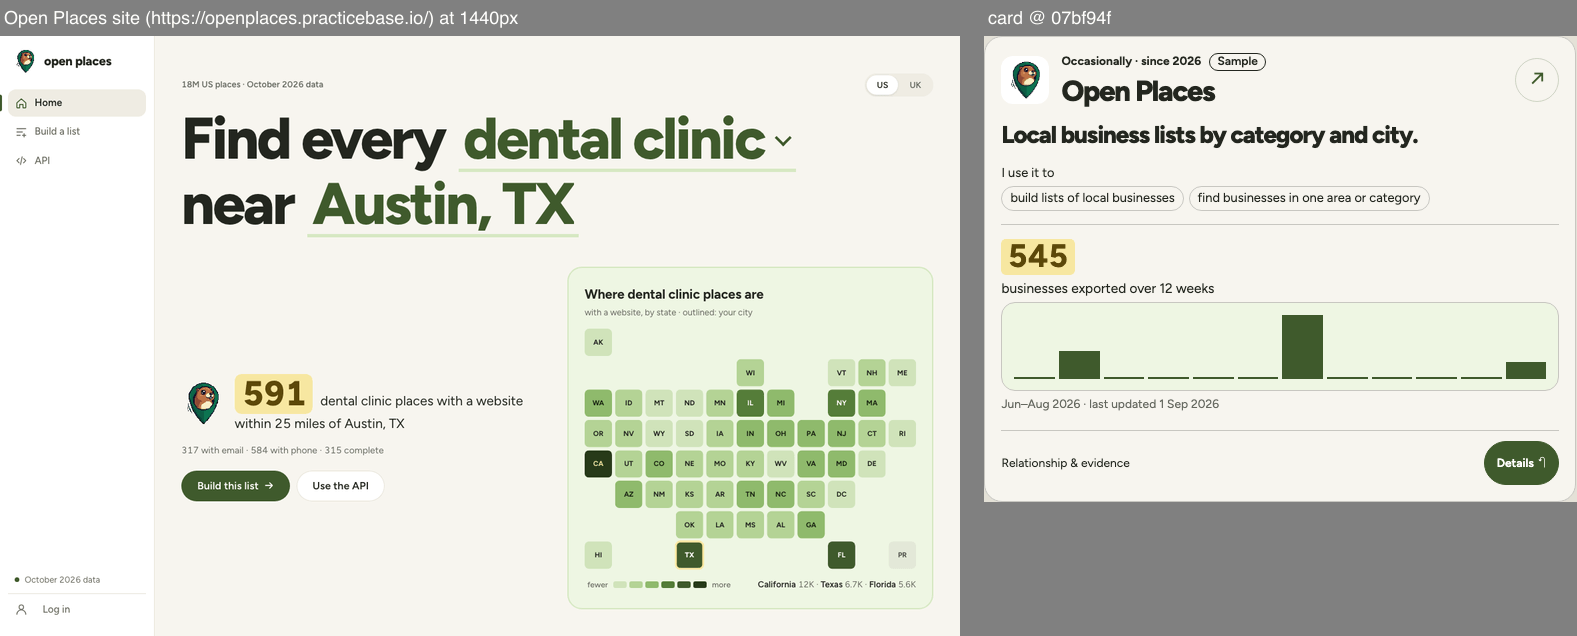 Open Places site (https://openplaces.practicebase.io/) at 1440px
open places
Home
Build a list
API
October 2026 data
Log in
18M US places · October 2026 data
US UK
Find every dental clinic
near Austin, TX
591 dental clinic places with a website
within 25 miles of Austin, TX
317 with email · 584 with phone · 315 complete
Build this list →
Use the API
Where dental clinic places are
with a website, by state · outlined: your city
AK
WI VT NH ME
WA ID MT ND MN IL MI NY MA
OR NV WY SD IA IN OH PA NJ CT RI
CA UT CO NE MO KY WV VA MD DE
AZ NM KS AR TN NC SC DC
OK LA MS AL GA
HI TX FL PR
fewer more
California 12K · Texas 6.7K · Florida 5.6K
card @ 07bf94f
Occasionally · since 2026 Sample
Open Places
Local business lists by category and city.
I use it to
build lists of local businesses find businesses in one area or category
545
businesses exported over 12 weeks
Jun–Aug 2026 · last updated 1 Sep 2026
Relationship & evidence
Details